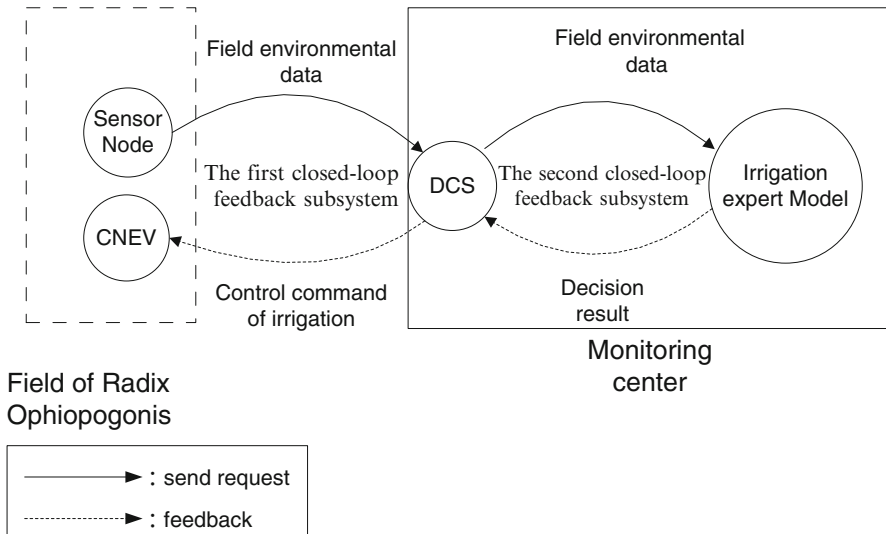 Field environmental
data
Field environmental
data
Sensor
Node
The first closed-loop
feedback subsystem
DCS
The second closed-loop
feedback subsystem
Irrigation
expert Model
CNEV
Control command
of irrigation
Decision
result
Monitoring
center
Field of Radix
Ophiopogonis
: send request
: feedback